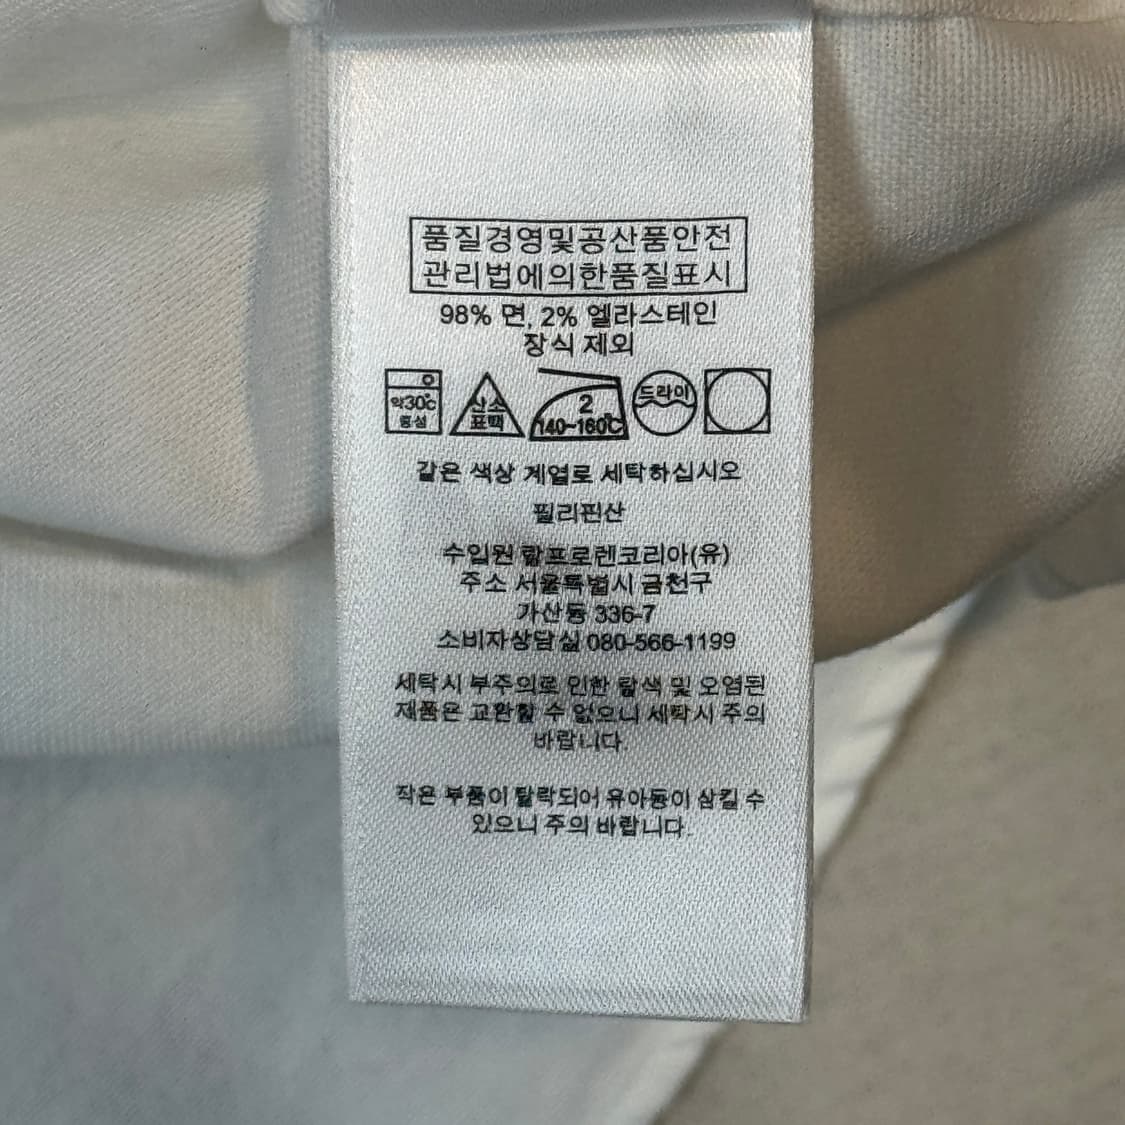 품질경영및공산품안전
관리법에의한품질표시
98% 면, 2% 엘라스테인
장식 제외
약30℃
중성
산소
표백
2
140~160℃
드라이
같은 색상 계열로 세탁하십시오
필리핀산
수입원 랄프로렌코리아(유)
주소 서울특별시 금천구
가산동 336-7
소비자상담실 080-566-1199
세탁시 부주의로 인한 탈색 및 오염된
제품은 교환할 수 없으니 세탁시 주의
바랍니다.
작은 부품이 탈락되어 유아동이 삼킬 수
있으니 주의 바랍니다.